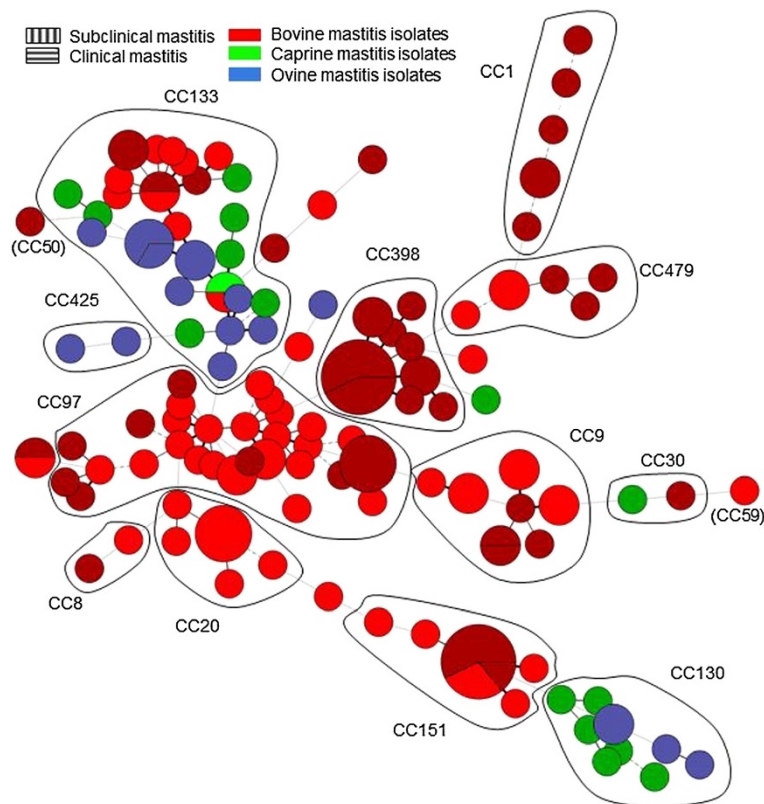 Subclinical mastitis
Clinical mastitis
Bovine mastitis isolates
Caprine mastitis isolates
Ovine mastitis isolates
CC1
CC133
(CC50)
CC398
CC479
CC425
CC97
CC9
CC30
(CC59)
CC8
CC20
CC151
CC130